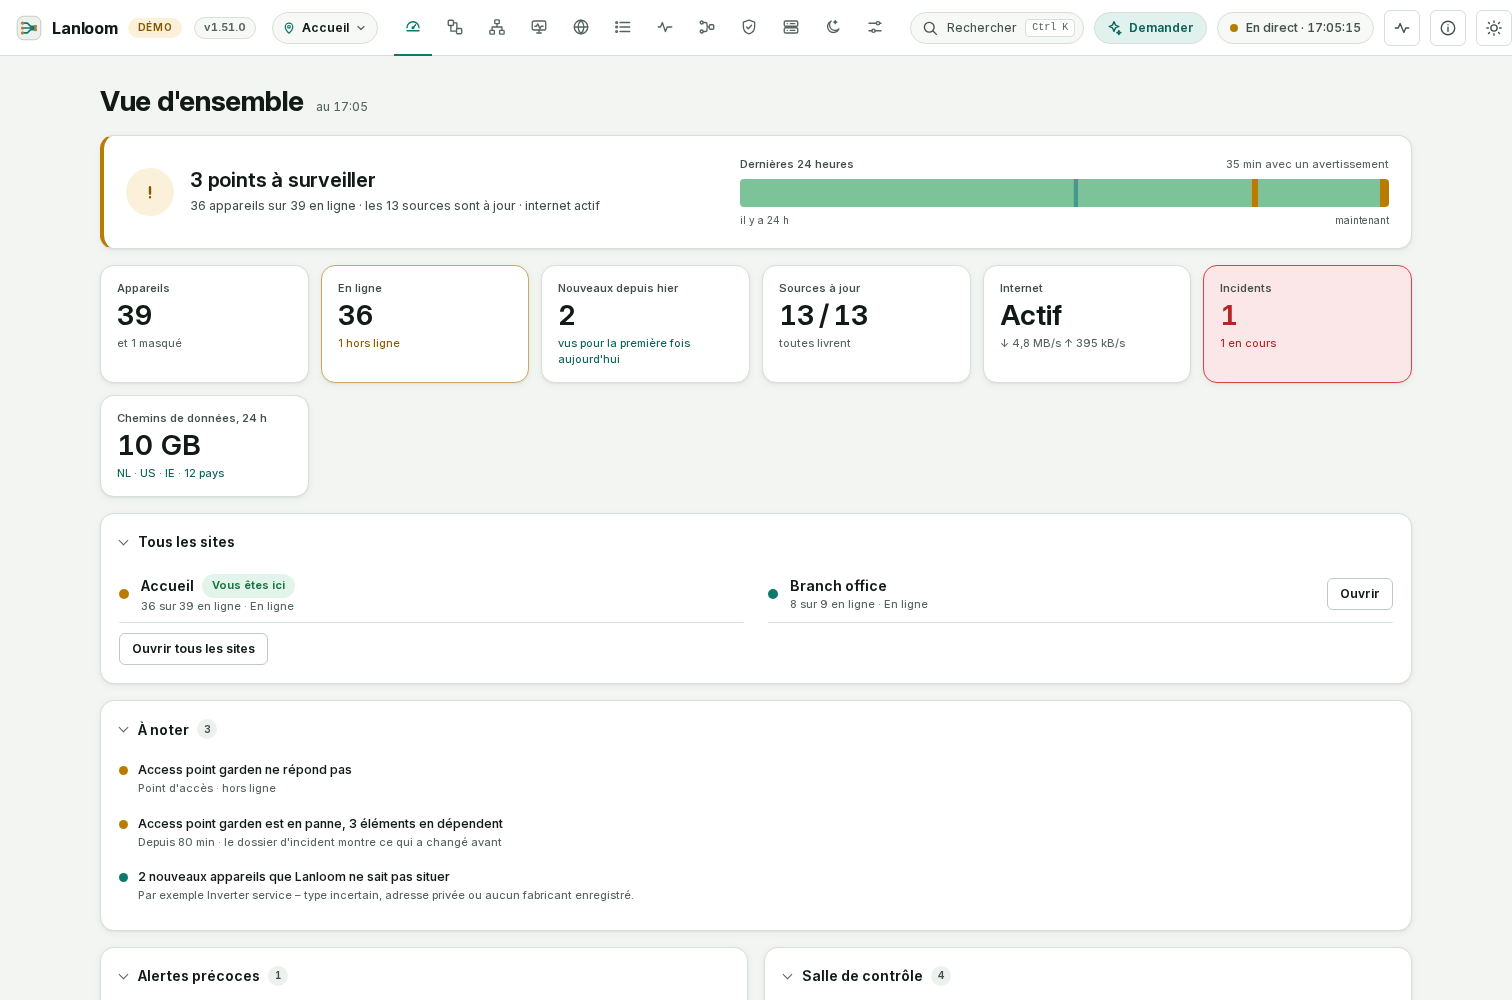 Lanloom DÉMO v1.51.0 Accueil Rechercher Ctrl K Demander En direct · 17:05:15
Vue d'ensemble au 17:05
3 points à surveiller
36 appareils sur 39 en ligne · les 13 sources sont à jour · internet actif
Dernières 24 heures 35 min avec un avertissement
il y a 24 h maintenant
Appareils
39
et 1 masqué
En ligne
36
1 hors ligne
Nouveaux depuis hier
2
vus pour la première fois
aujourd'hui
Sources à jour
13 / 13
toutes livrent
Internet
Actif
↓ 4,8 MB/s ↑ 395 kB/s
Incidents
1
1 en cours
Chemins de données, 24 h
10 GB
NL · US · IE · 12 pays
Tous les sites
Accueil Vous êtes ici
36 sur 39 en ligne · En ligne
Branch office
8 sur 9 en ligne · En ligne
Ouvrir
Ouvrir tous les sites
À noter 3
Access point garden ne répond pas
Point d'accès · hors ligne
Access point garden est en panne, 3 éléments en dépendent
Depuis 80 min · le dossier d'incident montre ce qui a changé avant
2 nouveaux appareils que Lanloom ne sait pas situer
Par exemple Inverter service – type incertain, adresse privée ou aucun fabricant enregistré.
Alertes précoces 1
Salle de contrôle 4